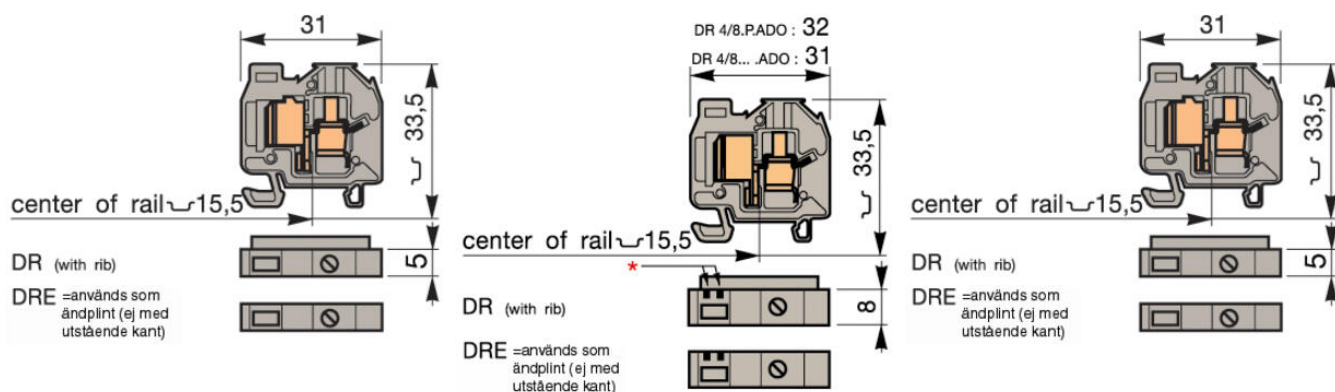 31
33,5
center of rail 15,5
DR (with rib)
5
DRE =används som
ändplint (ej med
utstående kant)
DR 4/8.P.ADO : 32
DR 4/8... .ADO : 31
33,5
center of rail 15,5
*
DR (with rib)
8
DRE =används som
ändplint (ej med
utstående kant)
31
33,5
center of rail 15,5
DR (with rib)
5
DRE =används som
ändplint (ej med
utstående kant)